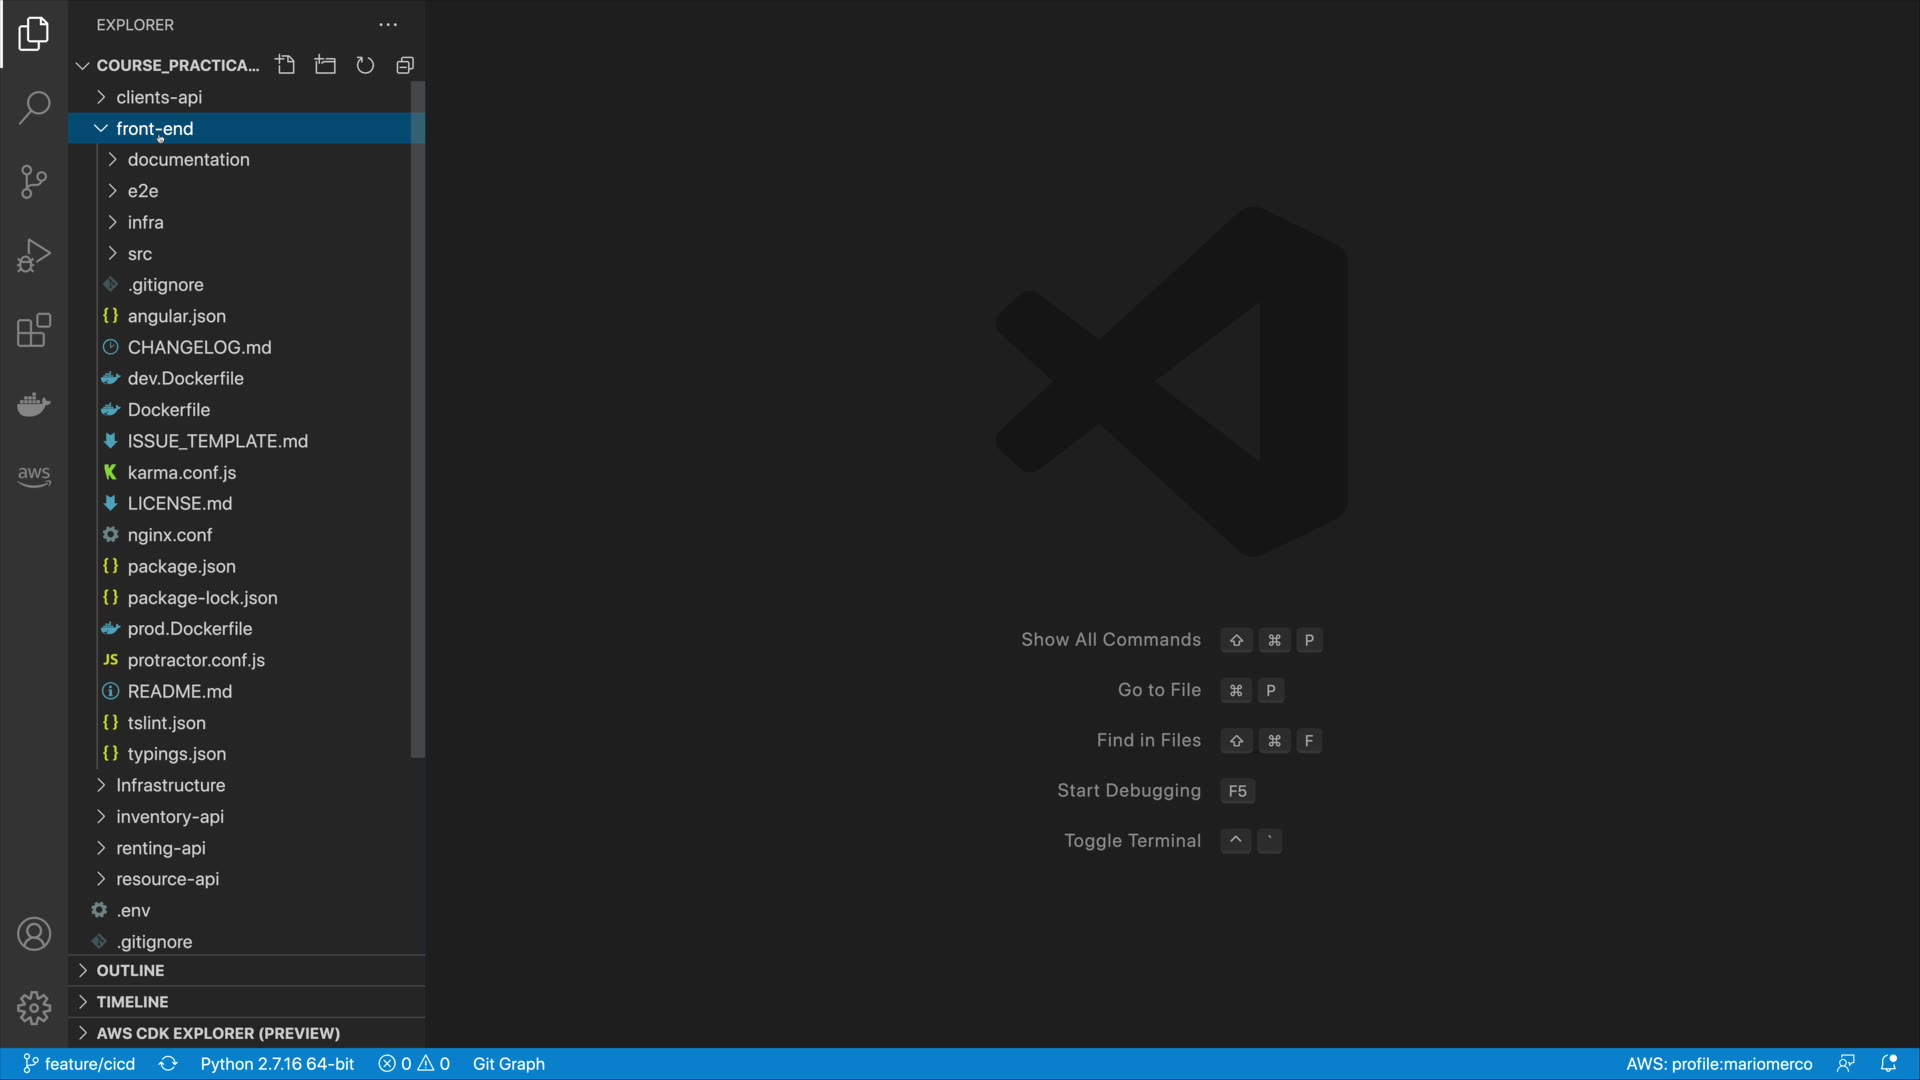 EXPLORER
COURSE_PRACTICA...
clients-api
front-end
documentation
e2e
infra
src
.gitignore
angular.json
CHANGELOG.md
dev.Dockerfile
Dockerfile
ISSUE_TEMPLATE.md
karma.conf.js
LICENSE.md
nginx.conf
package.json
package-lock.json
prod.Dockerfile
JS protractor.conf.js
README.md
tslint.json
typings.json
Infrastructure
inventory-api
renting-api
resource-api
.env
.gitignore
OUTLINE
TIMELINE
AWS CDK EXPLORER (PREVIEW)
aws
Show All Commands ⇧ ⌘ P
Go to File ⌘ P
Find in Files ⇧ ⌘ F
Start Debugging F5
Toggle Terminal ^ `
feature/cicd Python 2.7.16 64-bit 0 0 Git Graph AWS: profile:mariomerco